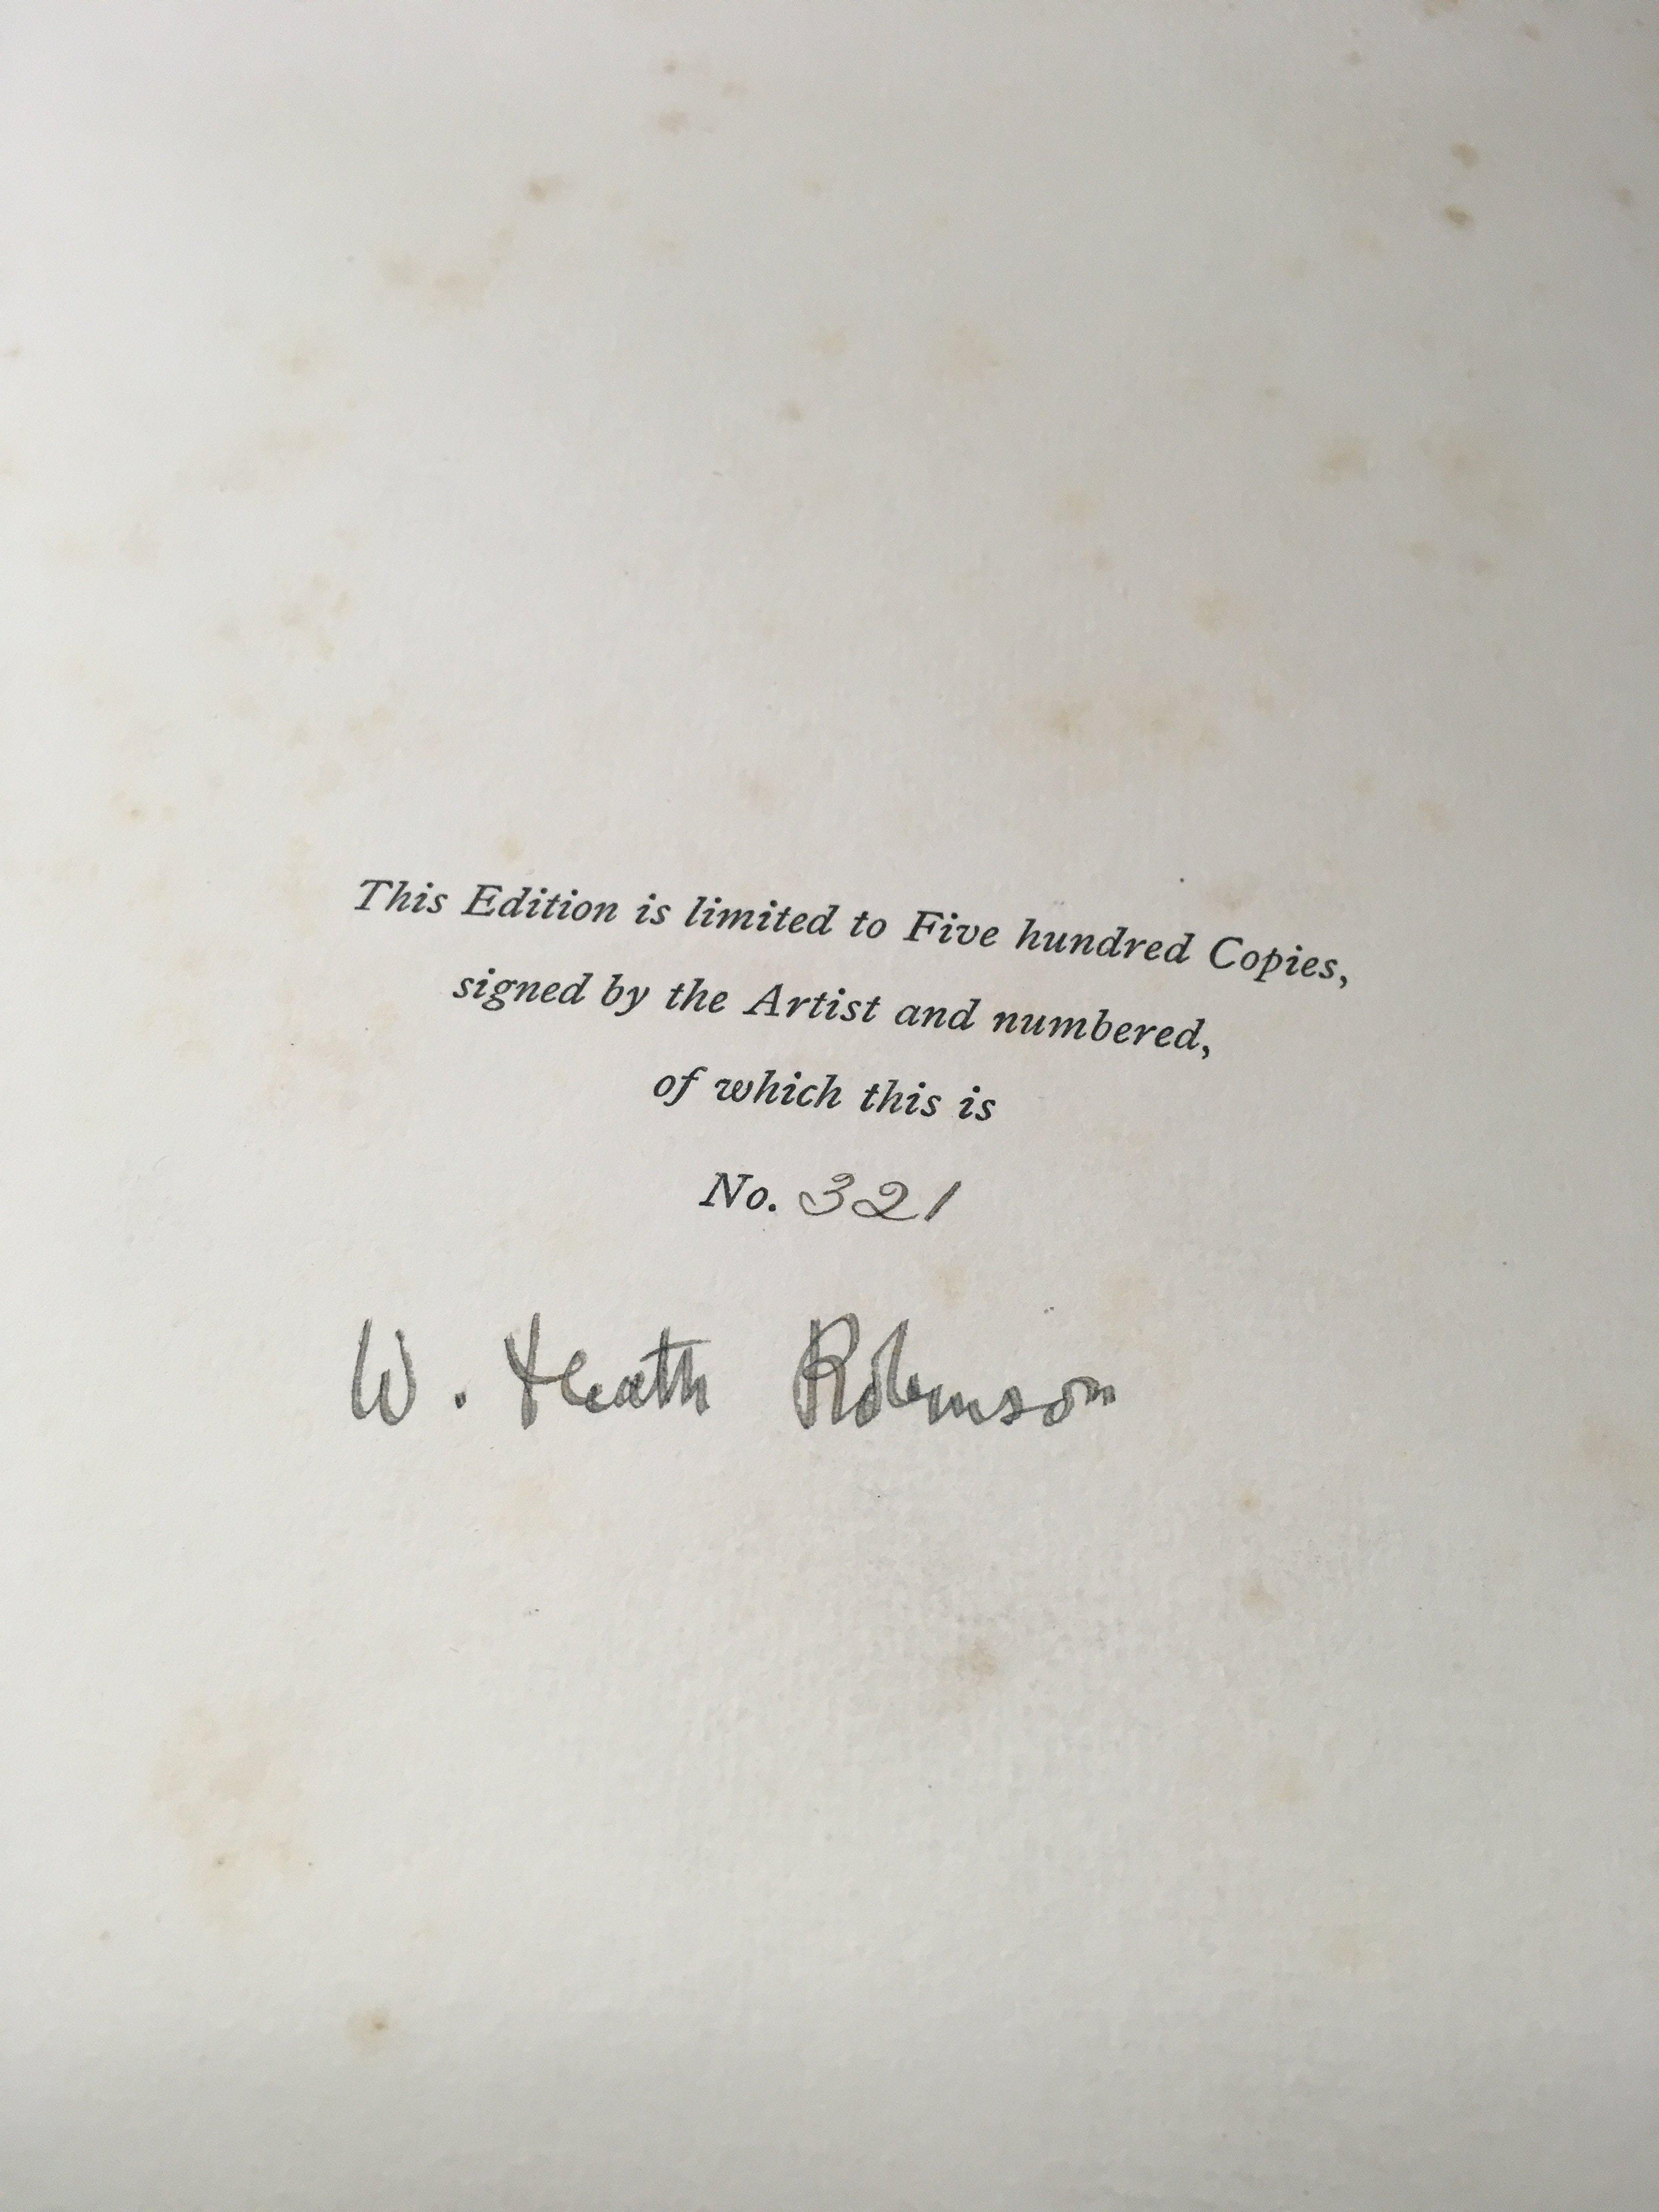 This Edition is limited to Five hundred Copies,
signed by the Artist and numbered,
of which this is
No. 321
W. Heath Robinson